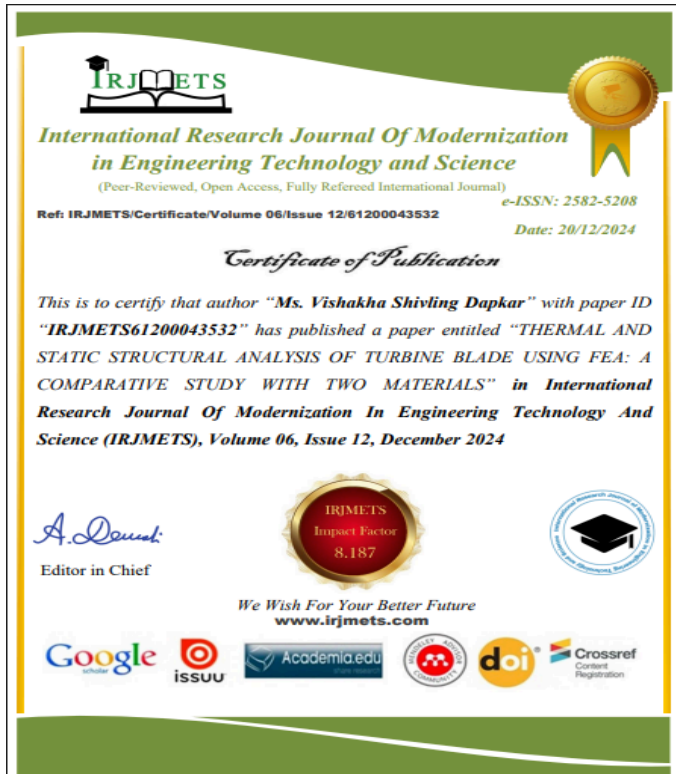 IRJMETS
International Research Journal Of Modernization
in Engineering Technology and Science
(Peer-Reviewed, Open Access, Fully Refereed International Journal)
e-ISSN: 2582-5208
Ref: IRJMETS/Certificate/Volume 06/Issue 12/61200043532
Date: 20/12/2024
Certificate of Publication
This is to certify that author “Ms. Vishakha Shivling Dapkar” with paper ID
“IRJMETS61200043532” has published a paper entitled “THERMAL AND
STATIC STRUCTURAL ANALYSIS OF TURBINE BLADE USING FEA: A
COMPARATIVE STUDY WITH TWO MATERIALS” in International
Research Journal Of Modernization In Engineering Technology And
Science (IRJMETS), Volume 06, Issue 12, December 2024
IRJMETS
Impact Factor
8.187
Editor in Chief
We Wish For Your Better Future
www.irjmets.com
Google
scholar
issuu
Academia.edu
share research
MENDELEY ADVISOR
COMMUNITY
doi
Crossref
Content
Registration